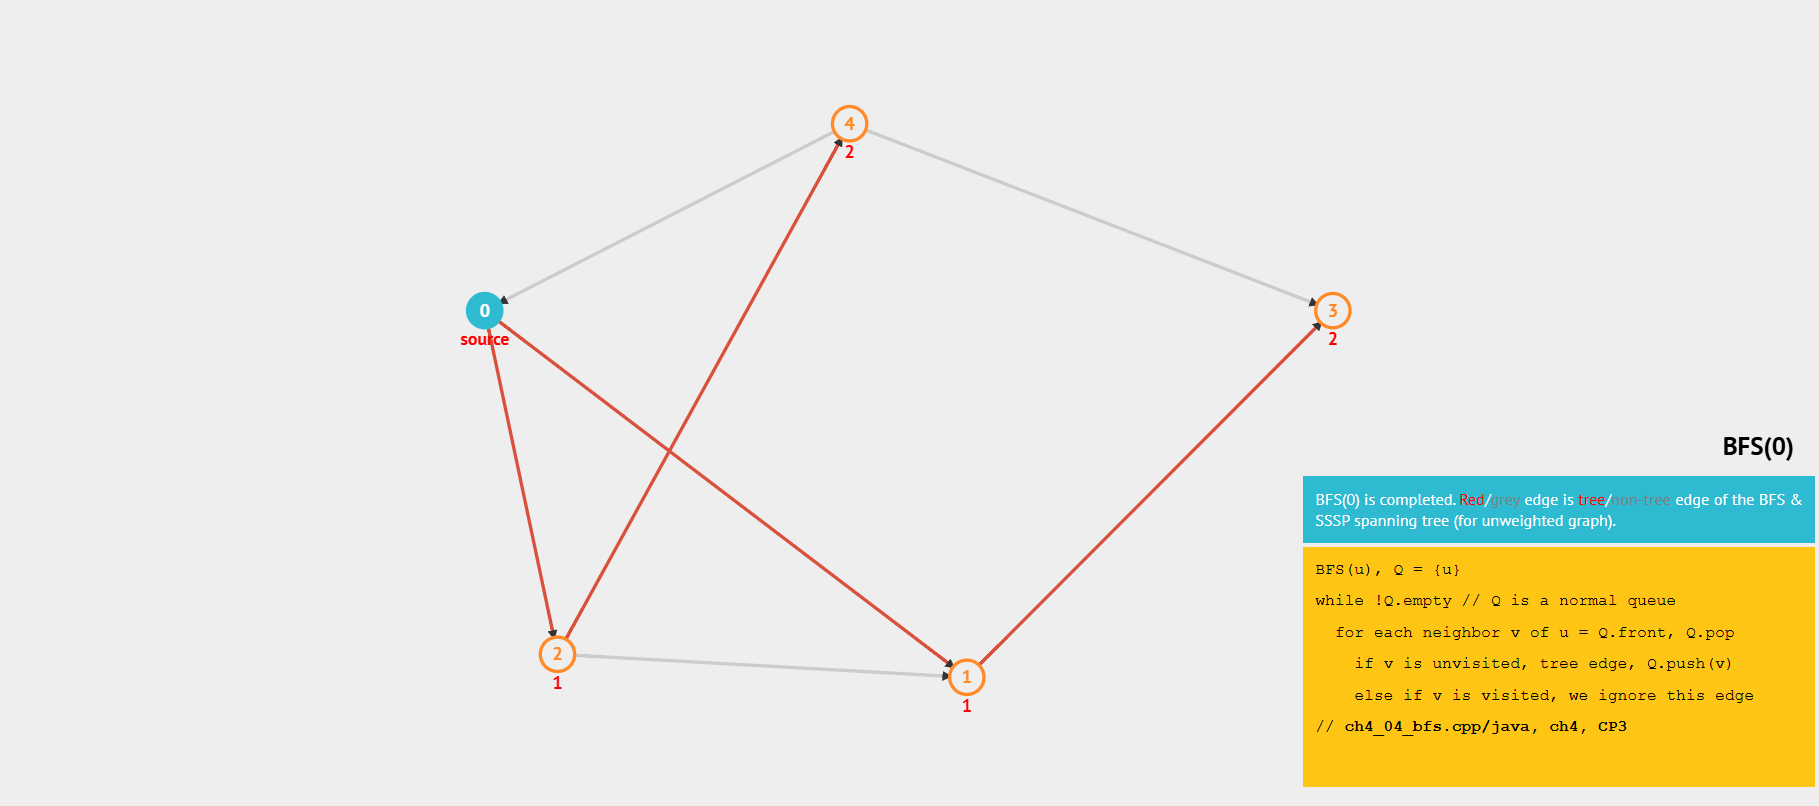 4
2
0
source
3
2
BFS(0)
BFS(0) is completed. Red/grey edge is tree/non-tree edge of the BFS &
SSSP spanning tree (for unweighted graph).
BFS(u), Q = {u}
while !Q.empty // Q is a normal queue
for each neighbor v of u = Q.front, Q.pop
if v is unvisited, tree edge, Q.push(v)
else if v is visited, we ignore this edge
// ch4_04_bfs.cpp/java, ch4, CP3
2
1
1
1